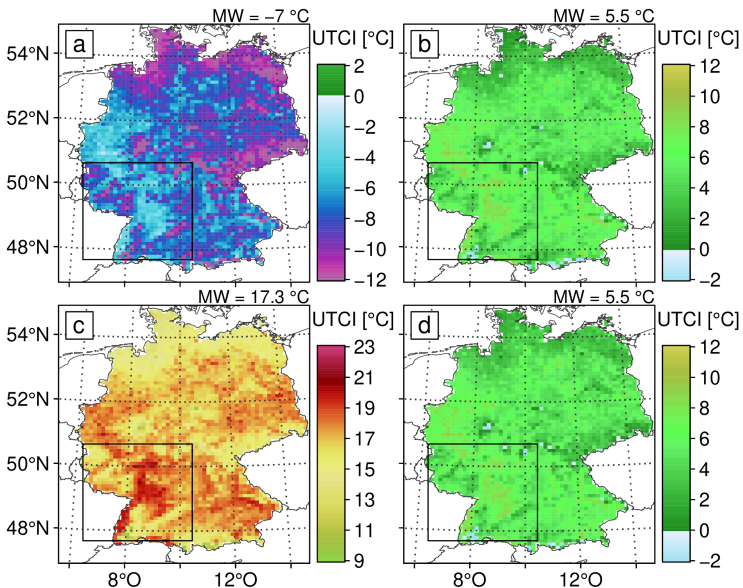 MW = −7 °C
MW = 5.5 °C
54°N
a
UTCI [°C]
b
UTCI [°C]
2
0
−2
−4
−6
−8
−10
−12
12
10
8
6
4
2
0
−2
52°N
50°N
48°N
MW = 17.3 °C
MW = 5.5 °C
54°N
c
UTCI [°C]
d
UTCI [°C]
23
21
19
17
15
13
11
9
12
10
8
6
4
2
0
−2
52°N
50°N
48°N
8°O
12°O
8°O
12°O